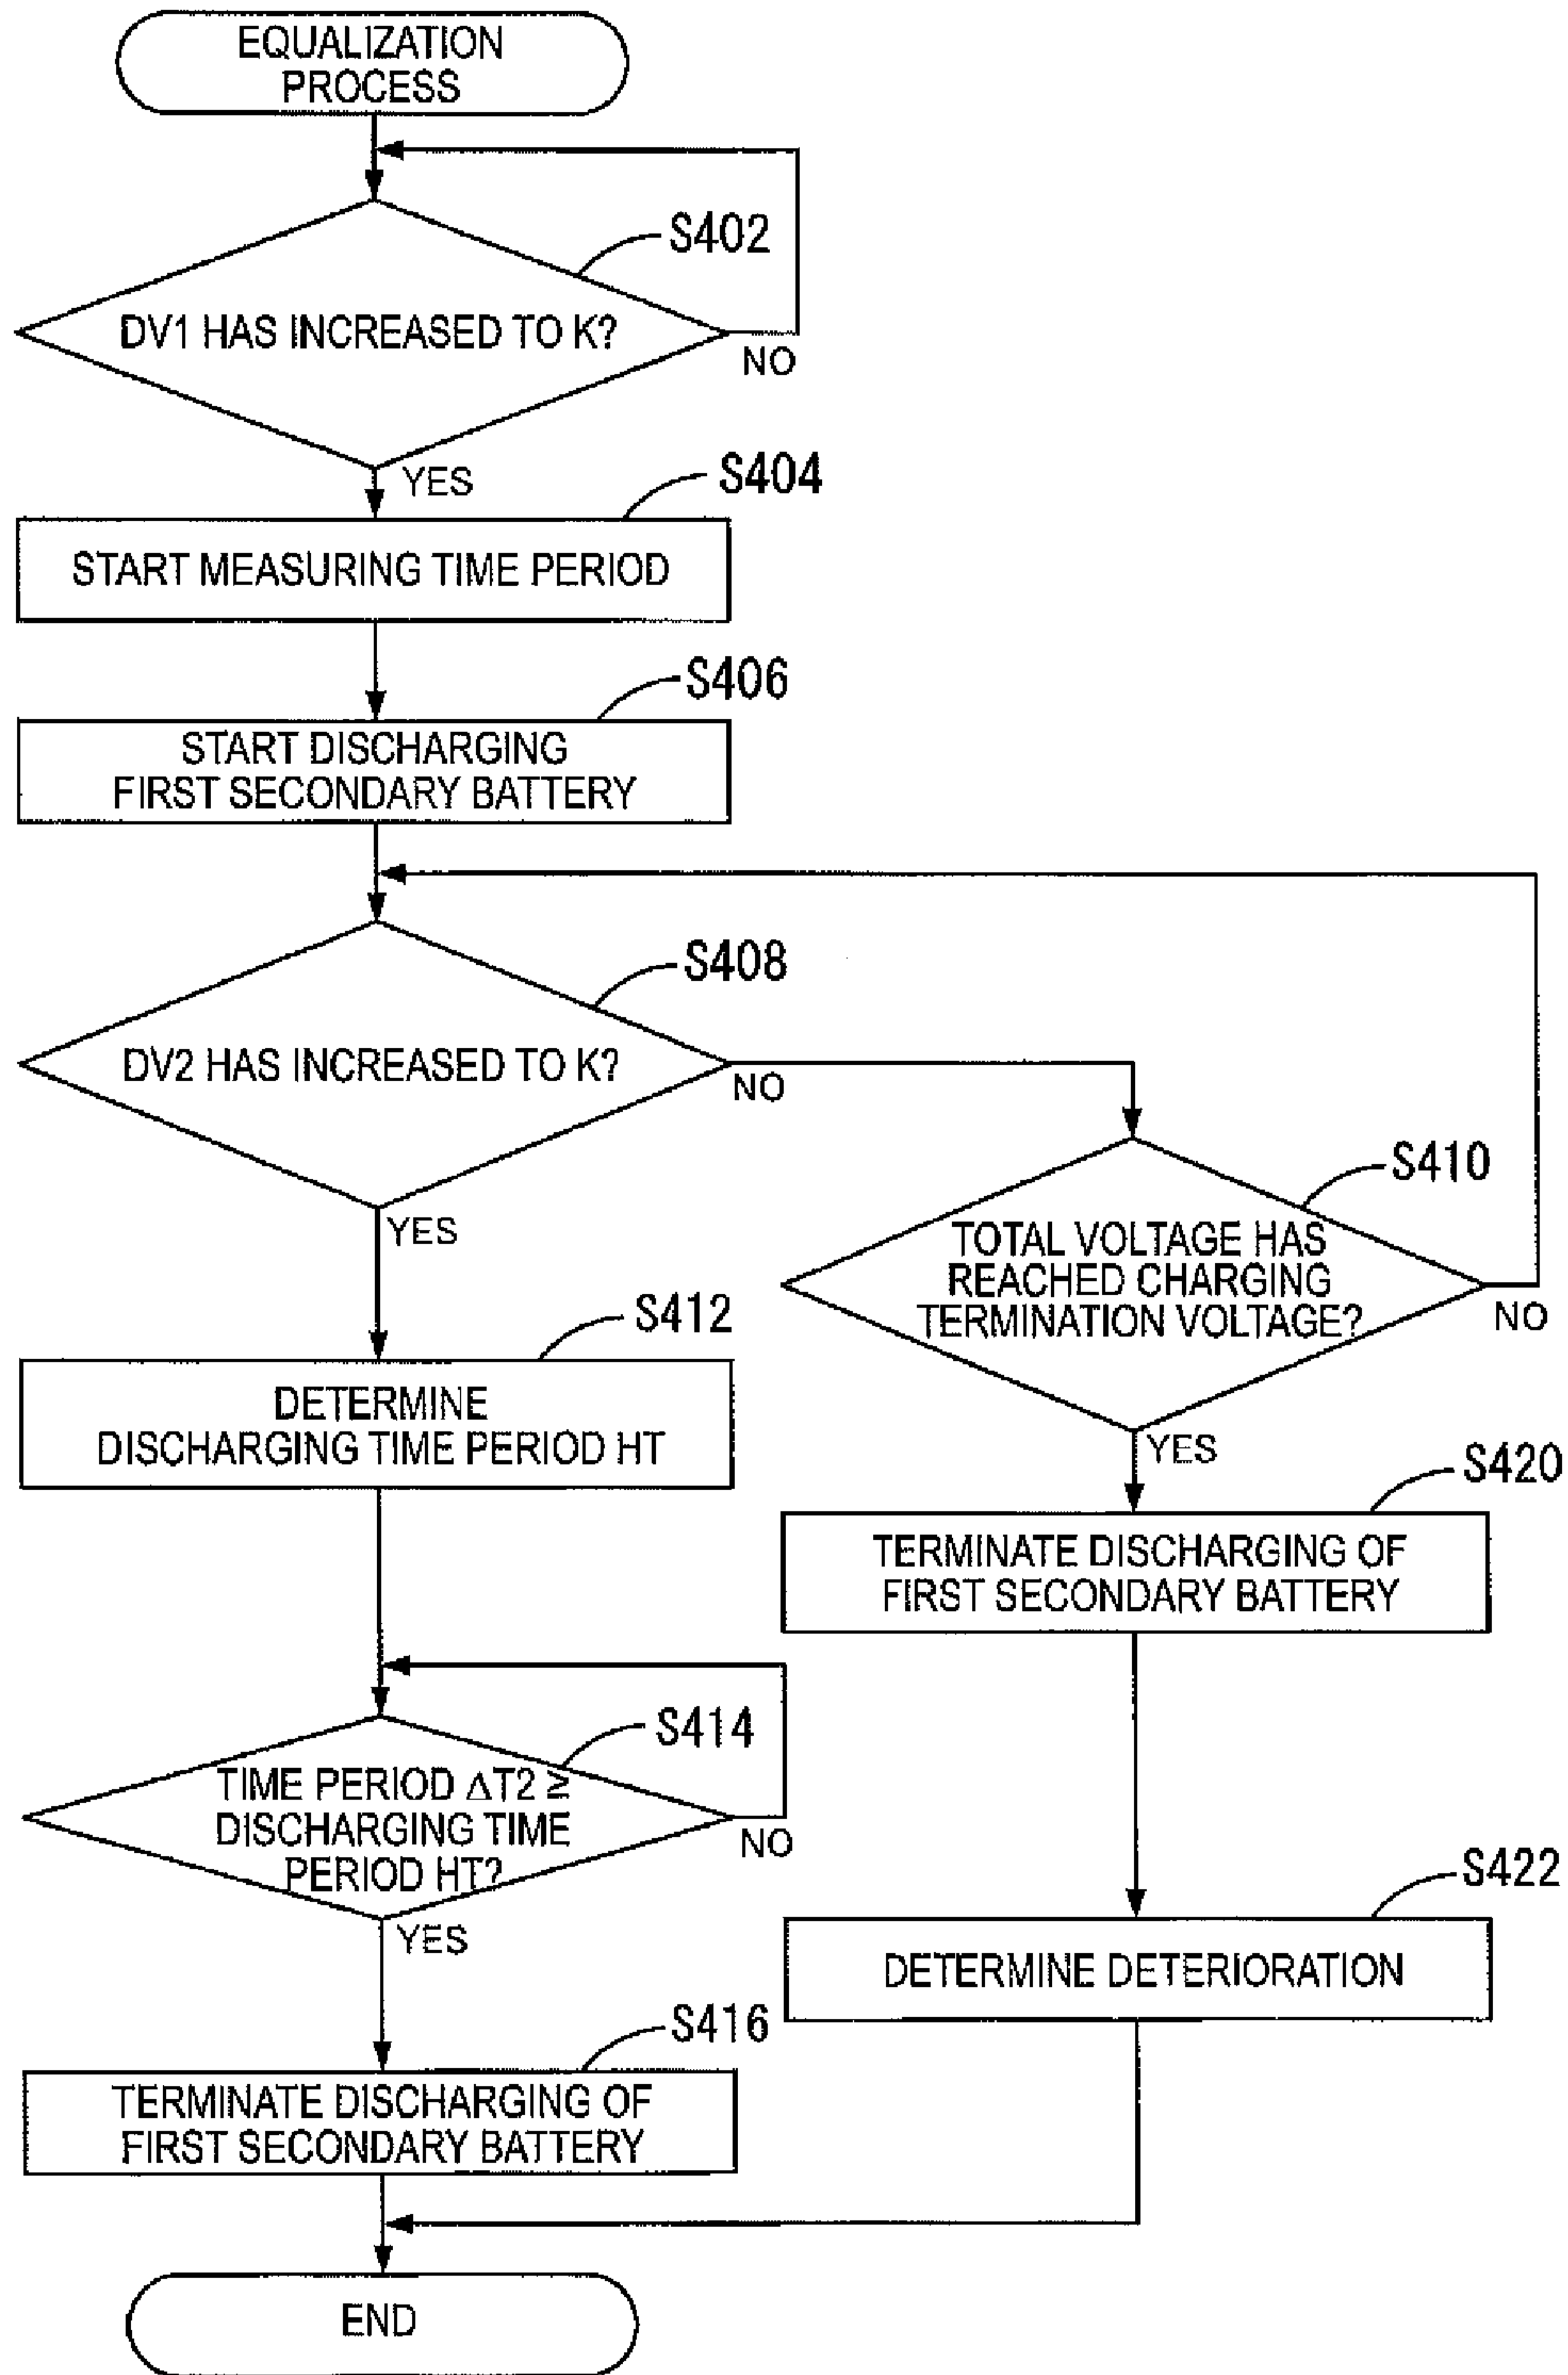 EQUALIZATION
PROCESS
S402
DV1 HAS INCREASED TO K?
NO
YES
S404
START MEASURING TIME PERIOD
S406
START DISCHARGING
FIRST SECONDARY BATTERY
S408
DV2 HAS INCREASED TO K?
NO
YES
S410
TOTAL VOLTAGE HAS
REACHED CHARGING
TERMINATION VOLTAGE?
NO
YES
S412
DETERMINE
DISCHARGING TIME PERIOD HT
S420
TERMINATE DISCHARGING OF
FIRST SECONDARY BATTERY
S414
TIME PERIOD ΔT2 ≥
DISCHARGING TIME
PERIOD HT?
NO
YES
S422
DETERMINE DETERIORATION
S416
TERMINATE DISCHARGING OF
FIRST SECONDARY BATTERY
END